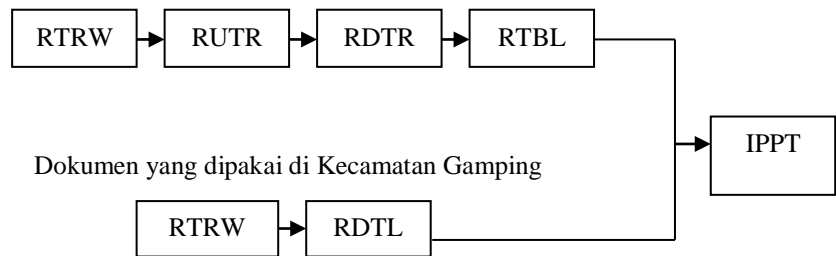 RTRW RUTR RDTR RTBL
IPPT
Dokumen yang dipakai di Kecamatan Gamping
RTRW RDTL